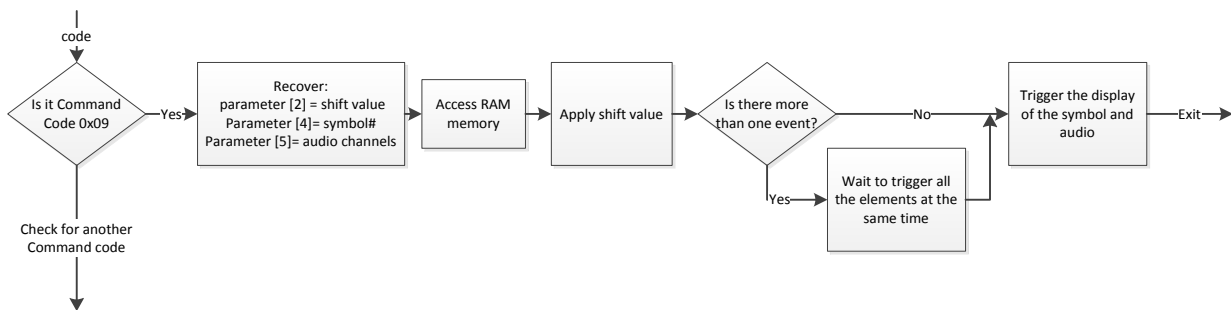 code
Is it Command
Code 0x09
Yes
Recover:
parameter [2] = shift value
Parameter [4]= symbol#
Parameter [5]= audio channels
Access RAM
memory
Apply shift value
Is there more
than one event?
No
Yes
Wait to trigger all
the elements at the
same time
Trigger the display
of the symbol and
audio
Exit
Check for another
Command code